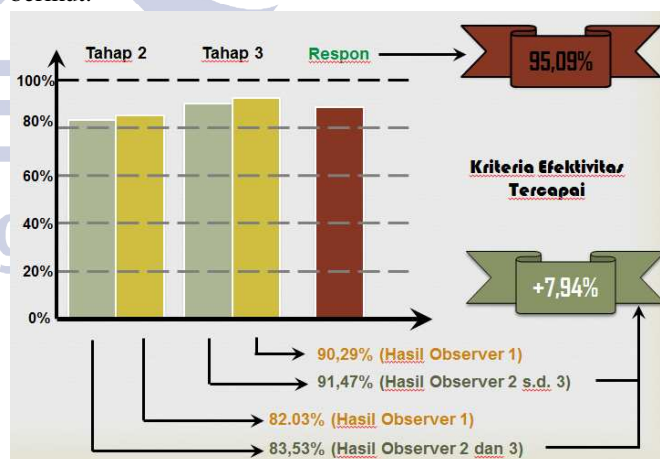 Tahap 2
Tahap 3
Respon
95,09%
100%
80%
60%
40%
20%
0%
Kriteria Efektivitas
Tercapai
+7,94%
90,29% (Hasil Observer 1)
91,47% (Hasil Observer 2 s.d. 3)
82.03% (Hasil Observer 1)
83,53% (Hasil Observer 2 dan 3)